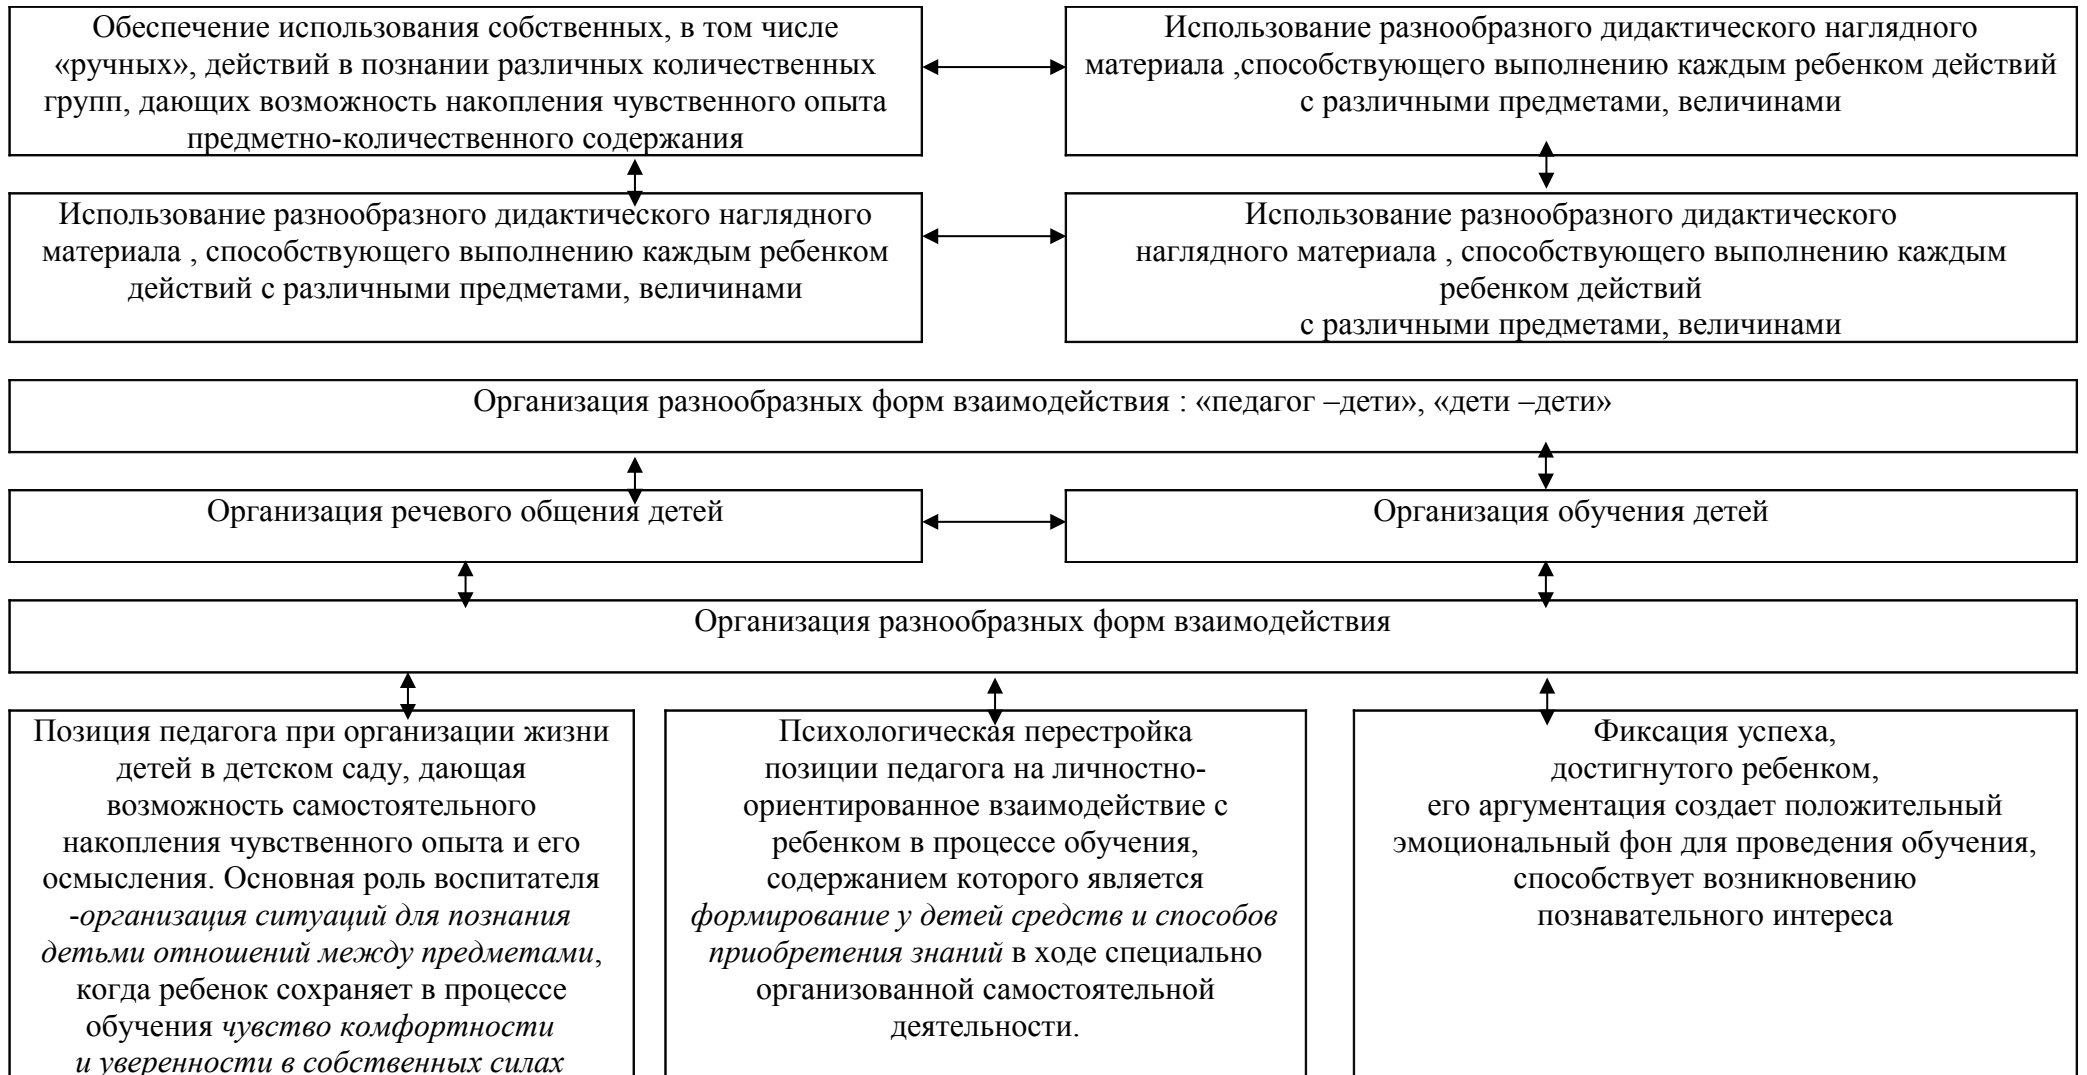 Обеспечение использования собственных, в том числе
«ручных», действий в познании различных количественных
групп, дающих возможность накопления чувственного опыта
предметно-количественного содержания
Использование разнообразного дидактического наглядного
материала ,способствующего выполнению каждым ребенком действий
с различными предметами, величинами
Использование разнообразного дидактического наглядного
материала , способствующего выполнению каждым ребенком
действий с различными предметами, величинами
Использование разнообразного дидактического
наглядного материала , способствующего выполнению каждым
ребенком действий
с различными предметами, величинами
Организация разнообразных форм взаимодействия : «педагог –дети», «дети –дети»
Организация речевого общения детей
Организация обучения детей
Организация разнообразных форм взаимодействия
Позиция педагога при организации жизни
детей в детском саду, дающая
возможность самостоятельного
накопления чувственного опыта и его
осмысления. Основная роль воспитателя
-организация ситуаций для познания
детьми отношений между предметами,
когда ребенок сохраняет в процессе
обучения чувство комфортности
и уверенности в собственных силах
Психологическая перестройка
позиции педагога на личностно-
ориентированное взаимодействие с
ребенком в процессе обучения,
содержанием которого является
формирование у детей средств и способов
приобретения знаний в ходе специально
организованной самостоятельной
деятельности.
Фиксация успеха,
достигнутого ребенком,
его аргументация создает положительный
эмоциональный фон для проведения обучения,
способствует возникновению
познавательного интереса